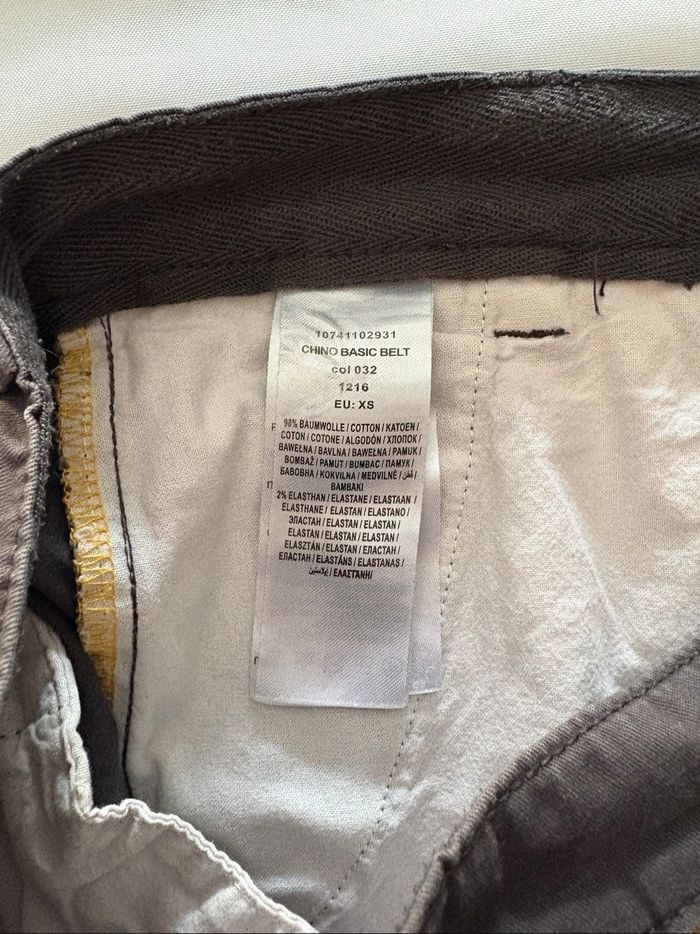 10741102931
CHINO BASIC BELT
col 032
1216
EU: XS
98% BAUMWOLLE / COTTON / KATOEN /
COTON / COTONE / ALGODÓN / ХЛОПОК /
BAWEŁNA / BAVLNA / BAWEŁNA / PAMUK /
BOMBAŽ / PAMUT / BUMBAC / ПАМУК /
БАВОВНА / KOKVILNA / MEDVILNĖ / قطن /
BAMBAKI
2% ELASTHAN / ELASTANE / ELASTAAN /
ELASTHANE / ELASTAN / ELASTANO /
ЭЛАСТАН / ELASTAN / ELASTAN /
ELASTAN / ELASTAN / ELASTAN /
ELASZTÁN / ELASTAN / ЕЛАСТАН /
ЕЛАСТАН / ELASTĀNS / ELASTANAS /
إيلاستين / ΕΛΑΣΤΑΝΗ/